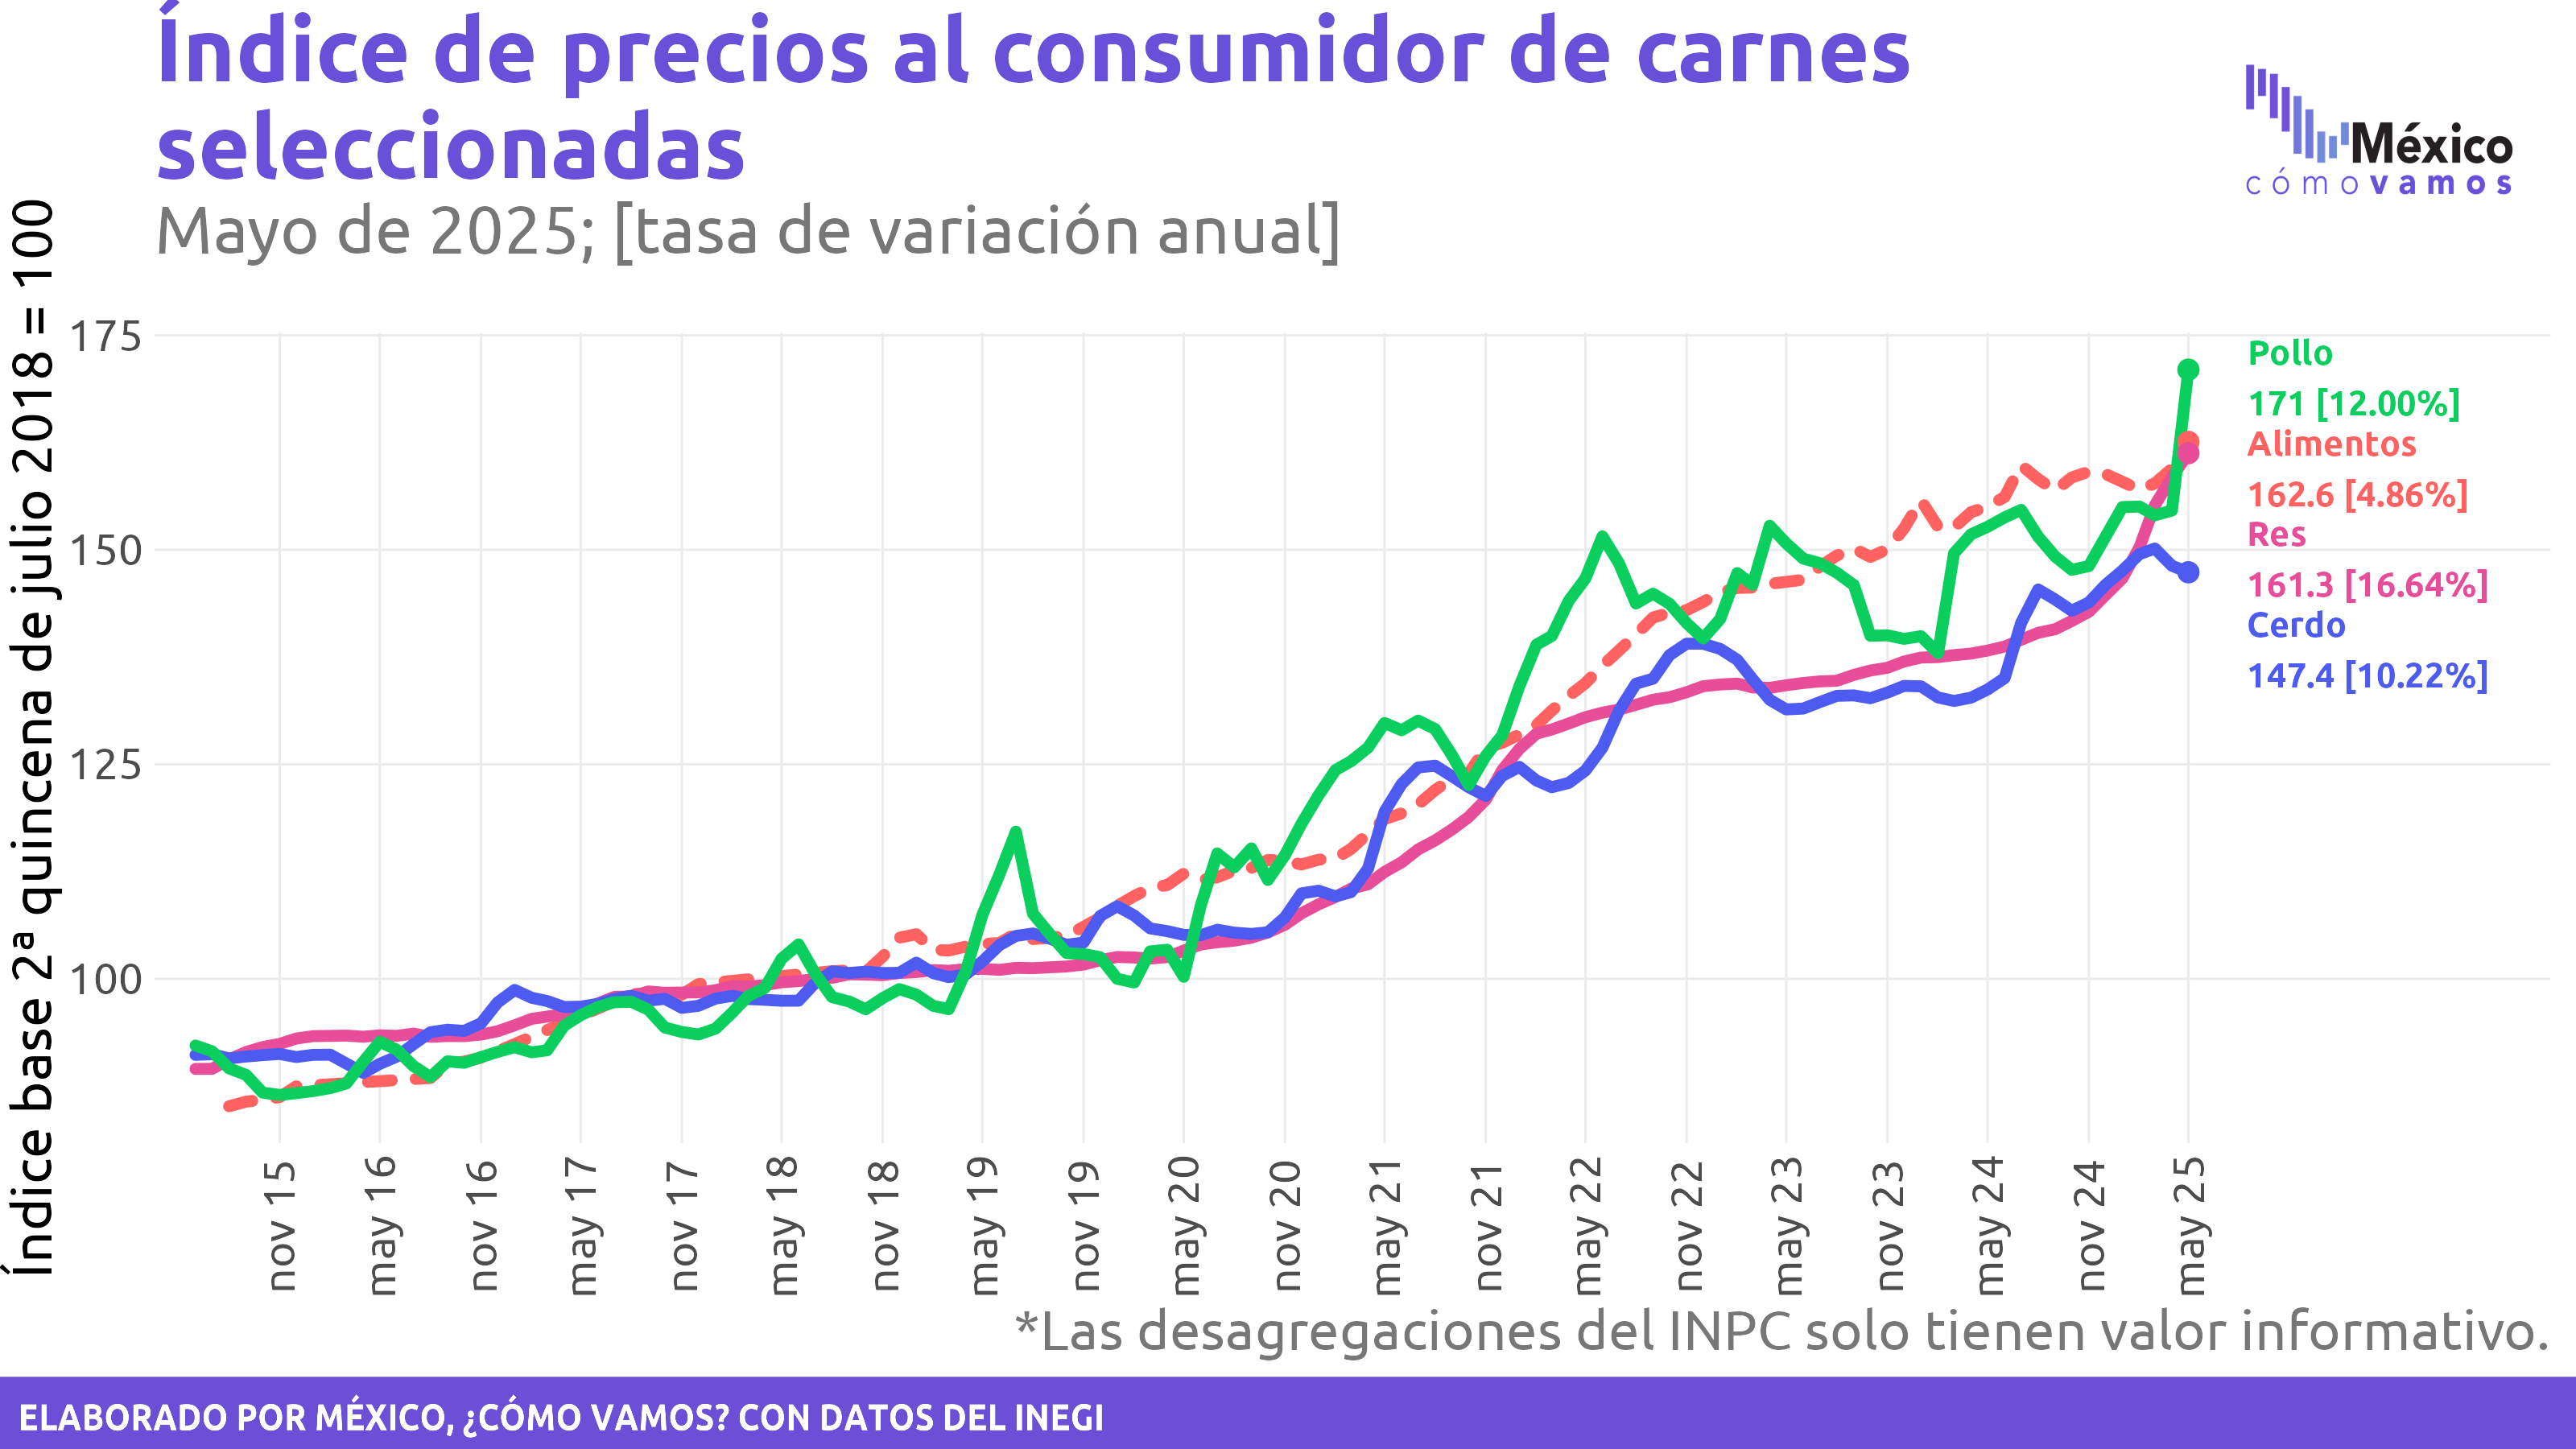 Índice de precios al consumidor de carnes
seleccionadas
Mayo de 2025; [tasa de variación anual]
México
cómo vamos
Índice base 2ª quincena de julio 2018 = 100
175
150
125
100
Pollo
171 [12.00%]
Alimentos
162.6 [4.86%]
Res
161.3 [16.64%]
Cerdo
147.4 [10.22%]
nov 15
may 16
nov 16
may 17
nov 17
may 18
nov 18
may 19
nov 19
may 20
nov 20
may 21
nov 21
may 22
nov 22
may 23
nov 23
may 24
nov 24
may 25
*Las desagregaciones del INPC solo tienen valor informativo.
ELABORADO POR MÉXICO, ¿CÓMO VAMOS? CON DATOS DEL INEGI